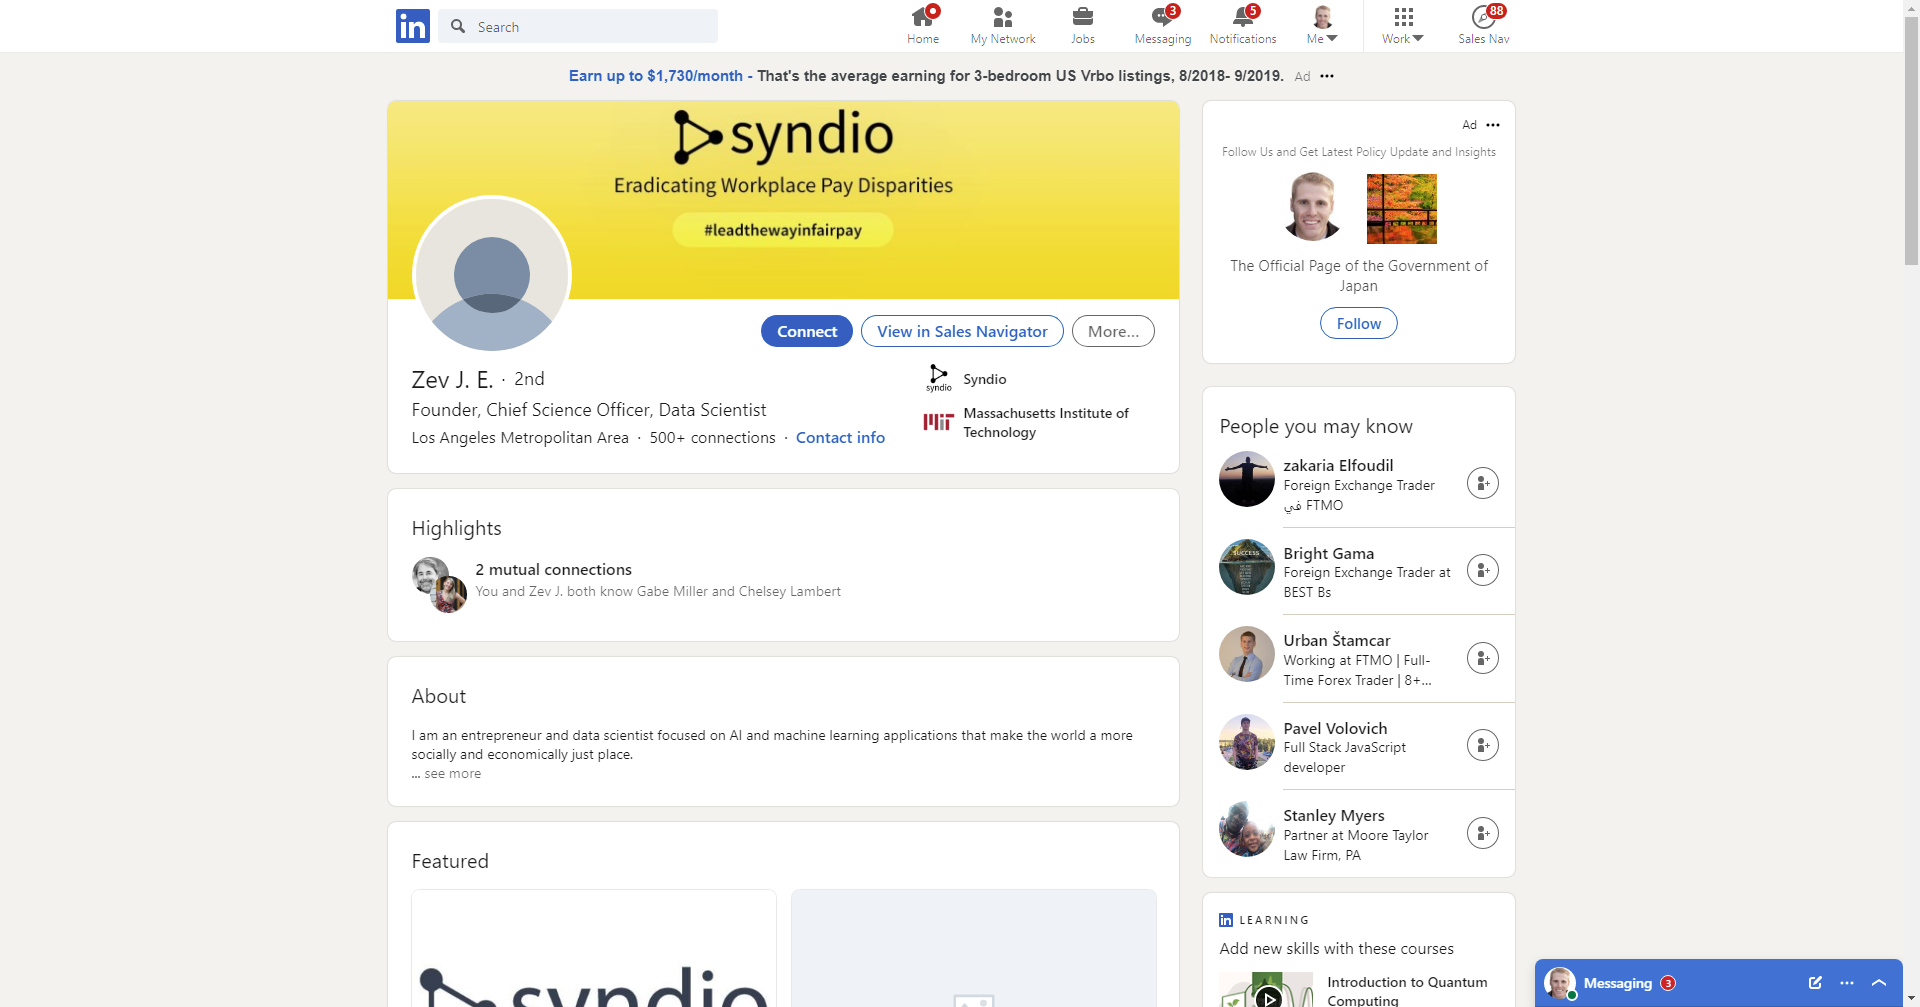 in
Search
Home
My Network
Jobs
3
Messaging
5
Notifications
Me
Work
88
Sales Nav
Earn up to $1,730/month - That's the average earning for 3-bedroom US Vrbo listings, 8/2018- 9/2019. Ad
syndio
Eradicating Workplace Pay Disparities
#leadthewayinfairpay
Connect
View in Sales Navigator
More...
Zev J. E. · 2nd
Founder, Chief Science Officer, Data Scientist
Los Angeles Metropolitan Area · 500+ connections · Contact info
syndio
Syndio
MIT
Massachusetts Institute of
Technology
Highlights
2 mutual connections
You and Zev J. both know Gabe Miller and Chelsey Lambert
About
I am an entrepreneur and data scientist focused on AI and machine learning applications that make the world a more
socially and economically just place.
... see more
Featured
syndio
Ad
Follow Us and Get Latest Policy Update and Insights
The Official Page of the Government of
Japan
Follow
People you may know
zakaria Elfoudil
Foreign Exchange Trader
في FTMO
SUCCESS
Bright Gama
Foreign Exchange Trader at
BEST Bs
Urban Štamcar
Working at FTMO | Full-
Time Forex Trader | 8+...
Pavel Volovich
Full Stack JavaScript
developer
Stanley Myers
Partner at Moore Taylor
Law Firm, PA
in LEARNING
Add new skills with these courses
Introduction to Quantum
Computing
Messaging 3